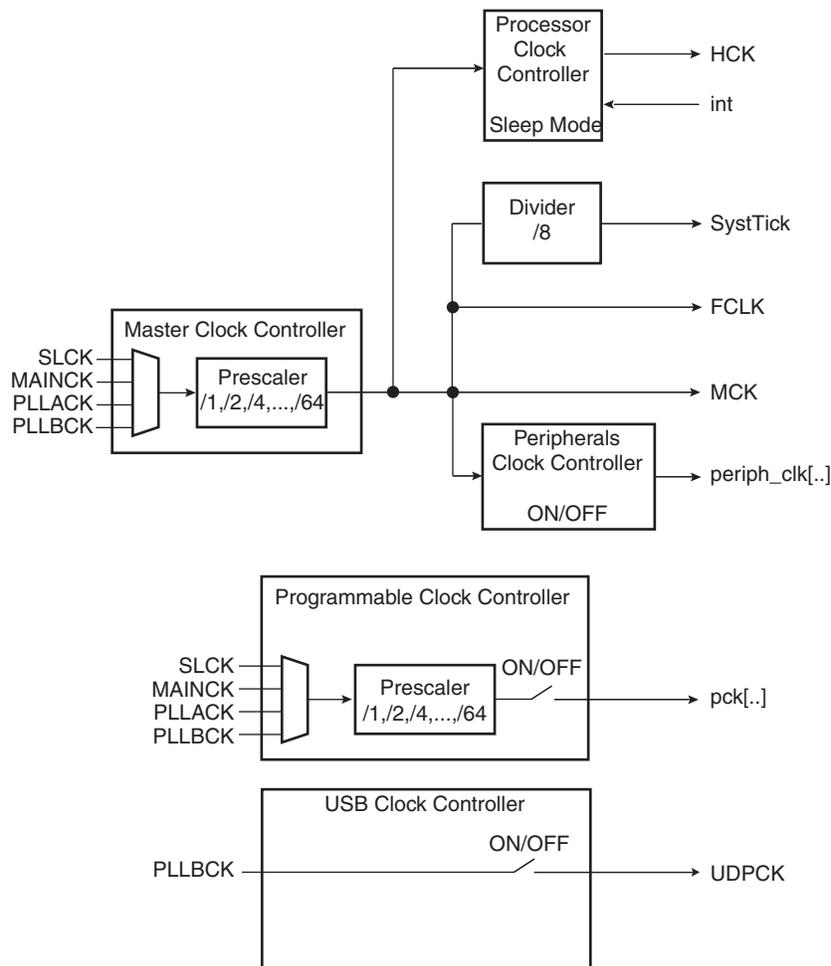 Processor
Clock
Controller
Sleep Mode
HCK
int
Divider
/8
SystTick
FCLK
Master Clock Controller
SLCK
MAINCK
PLLACK
PLLBCK
Prescaler
/1,/2,/4,...,/64
MCK
Peripherals
Clock Controller
ON/OFF
periph_clk[..]
Programmable Clock Controller
SLCK
MAINCK
PLLACK
PLLBCK
Prescaler
/1,/2,/4,...,/64
ON/OFF
pck[..]
USB Clock Controller
ON/OFF
PLLBCK
UDPCK